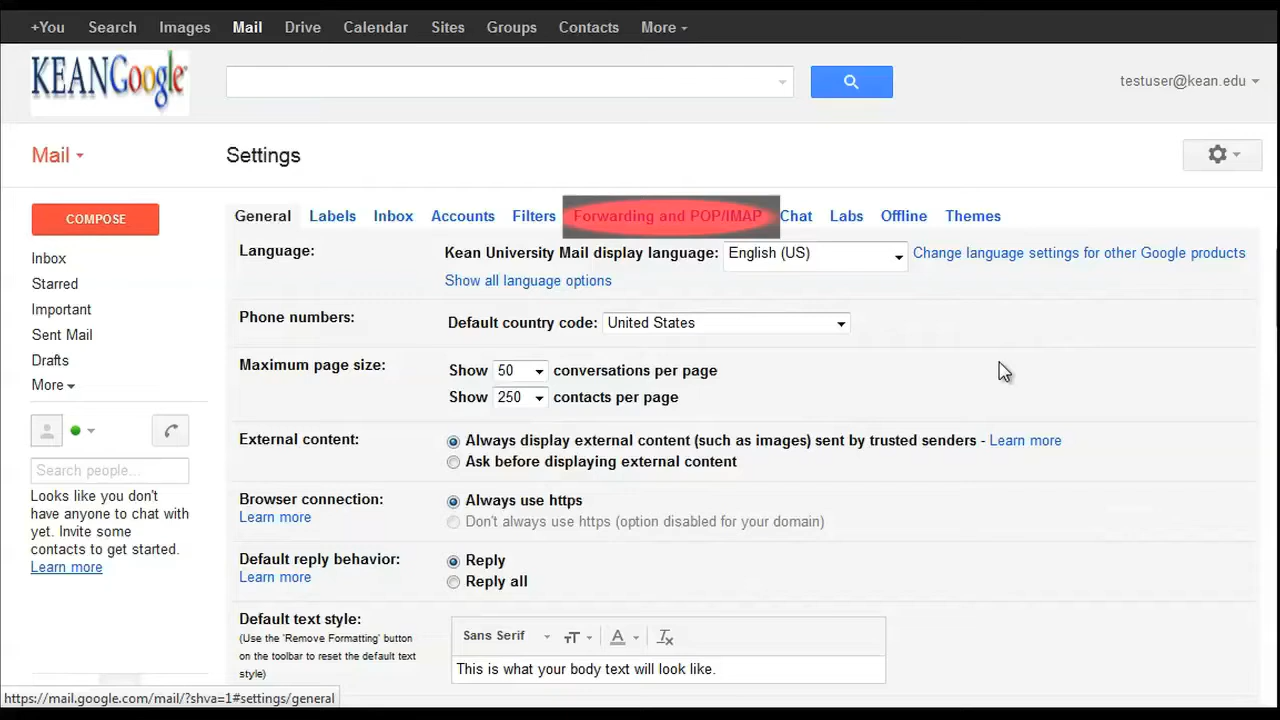 +You Search Images Mail Drive Calendar Sites Groups Contacts More
KEANGoogle
testuser@kean.edu
Mail
Settings
COMPOSE
General Labels Inbox Accounts Filters Forwarding and POP/IMAP Chat Labs Offline Themes
Inbox
Starred
Important
Sent Mail
Drafts
More
Search people...
Looks like you don't
have anyone to chat with
yet. Invite some
contacts to get started.
Learn more
Language: Kean University Mail display language: English (US) Change language settings for other Google products
Show all language options
Phone numbers: Default country code: United States
Maximum page size: Show 50 conversations per page
Show 250 contacts per page
External content: Always display external content (such as images) sent by trusted senders - Learn more
Ask before displaying external content
Browser connection: Always use https
Learn more Don't always use https (option disabled for your domain)
Default reply behavior: Reply
Learn more Reply all
Default text style:
(Use the 'Remove Formatting' button
on the toolbar to reset the default text
style)
Sans Serif TT A Tx
This is what your body text will look like.
https://mail.google.com/mail/?shva=1#settings/general